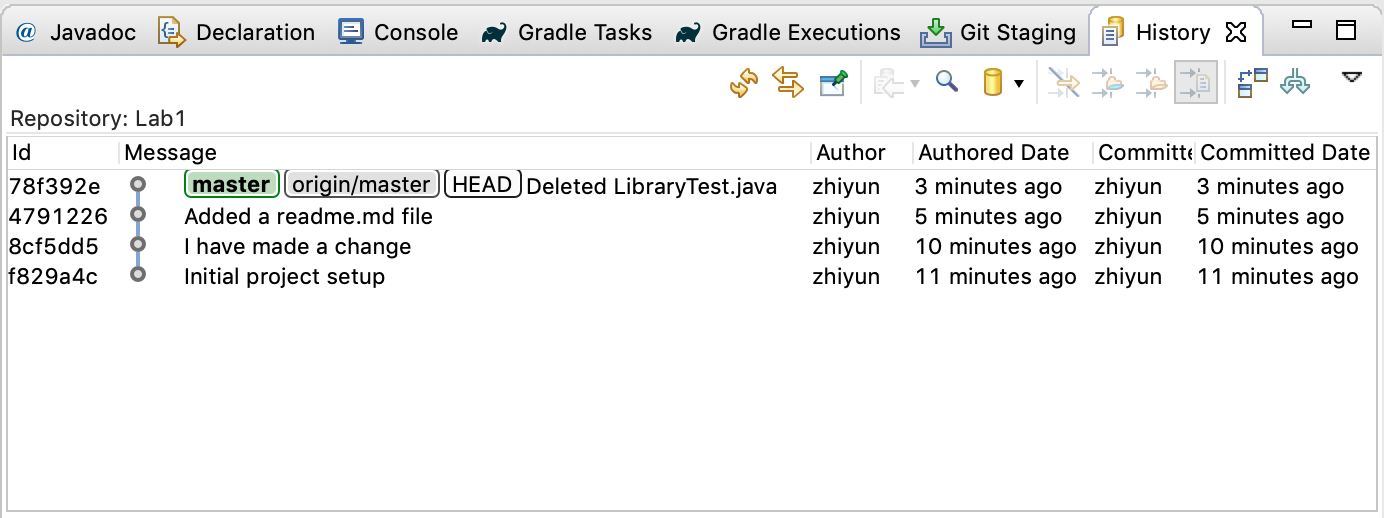 @ Javadoc Declaration Console Gradle Tasks Gradle Executions Git Staging History
Repository: Lab1
Id Message Author Authored Date Committe Committed Date
78f392e master origin/master HEAD Deleted LibraryTest.java zhiyun 3 minutes ago zhiyun 3 minutes ago
4791226 Added a readme.md file zhiyun 5 minutes ago zhiyun 5 minutes ago
8cf5dd5 I have made a change zhiyun 10 minutes ago zhiyun 10 minutes ago
f829a4c Initial project setup zhiyun 11 minutes ago zhiyun 11 minutes ago